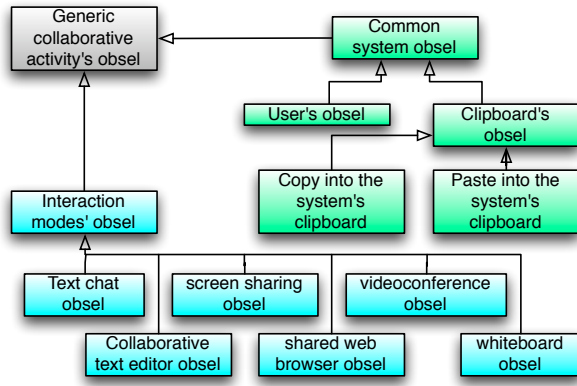 Generic
collaborative
activity's obsel
Common
system obsel
User's obsel
Clipboard's
obsel
Copy into the
system's
clipboard
Paste into the
system's
clipboard
Interaction
modes' obsel
Text chat
obsel
screen sharing
obsel
videoconference
obsel
Collaborative
text editor obsel
shared web
browser obsel
whiteboard
obsel